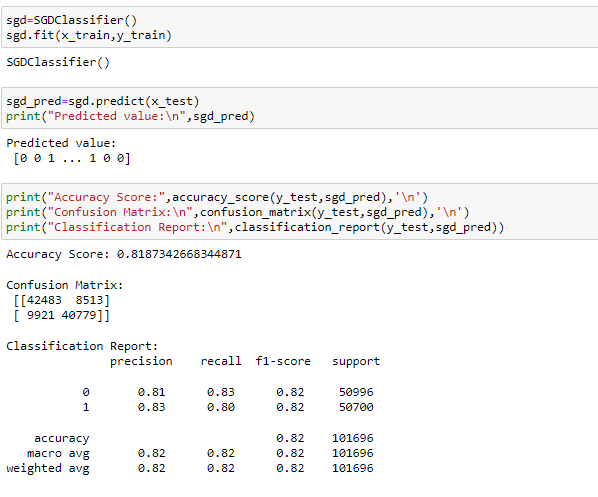 sgd=SGDClassifier()
sgd.fit(x_train,y_train)
SGDClassifier()
sgd_pred=sgd.predict(x_test)
print("Predicted value:\n",sgd_pred)
Predicted value:
[0 0 1 ... 1 0 0]
print("Accuracy Score:",accuracy_score(y_test,sgd_pred),'\n')
print("Confusion Matrix:\n",confusion_matrix(y_test,sgd_pred),'\n')
print("Classification Report:\n",classification_report(y_test,sgd_pred))
Accuracy Score: 0.8187342668344871
Confusion Matrix:
[[42483  8513]
[ 9921 40779]]
Classification Report:
precision    recall  f1-score   support
0       0.81      0.83      0.82     50996
1       0.83      0.80      0.82     50700
accuracy                           0.82    101696
macro avg       0.82      0.82      0.82    101696
weighted avg       0.82      0.82      0.82    101696